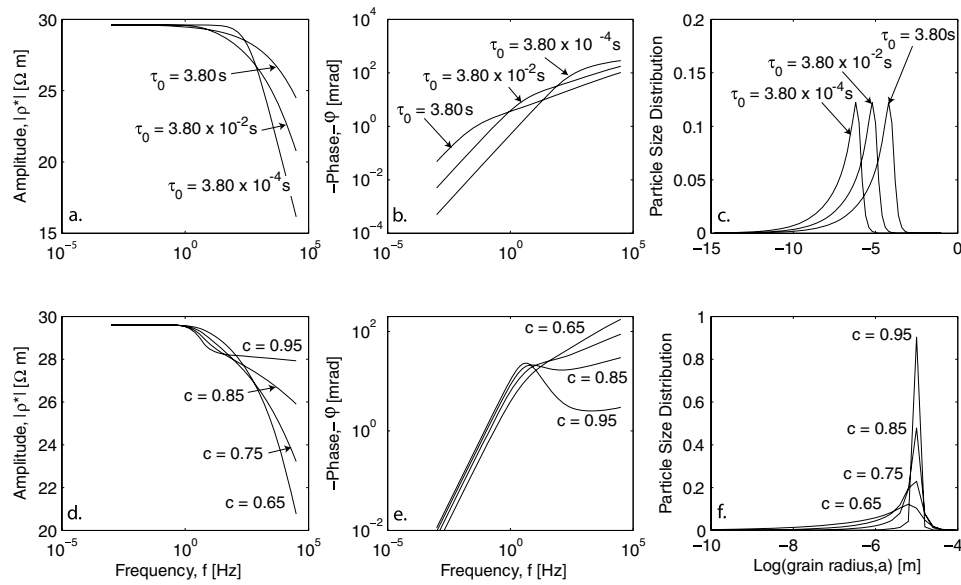 30
25
20
15
Amplitude, |ρ*| [Ω m]
τ0 = 3.80s
τ0 = 3.80 x 10⁻²s
τ0 = 3.80 x 10⁻⁴s
a.
10⁻⁵
10⁰
10⁵
10⁴
10²
10⁰
10⁻²
10⁻⁴
−Phase,−φ [mrad]
τ0 = 3.80 x 10⁻⁴s
τ0 = 3.80 x 10⁻²s
τ0 = 3.80s
b.
10⁻⁵
10⁰
10⁵
0.2
0.15
0.1
0.05
0
Particle Size Distribution
τ0 = 3.80s
τ0 = 3.80 x 10⁻²s
τ0 = 3.80 x 10⁻⁴s
c.
−15
−10
−5
0
30
28
26
24
22
20
Amplitude, |ρ*| [Ω m]
c = 0.95
c = 0.85
c = 0.75
c = 0.65
d.
10⁻⁵
10⁰
10⁵
Frequency, f [Hz]
10²
10⁰
10⁻²
−Phase,−φ [mrad]
c = 0.65
c = 0.85
c = 0.95
e.
10⁻⁵
10⁰
10⁵
Frequency, f [Hz]
1
0.8
0.6
0.4
0.2
0
Particle Size Distribution
c = 0.95
c = 0.85
c = 0.75
c = 0.65
f.
−10
−8
−6
−4
Log(grain radius,a) [m]